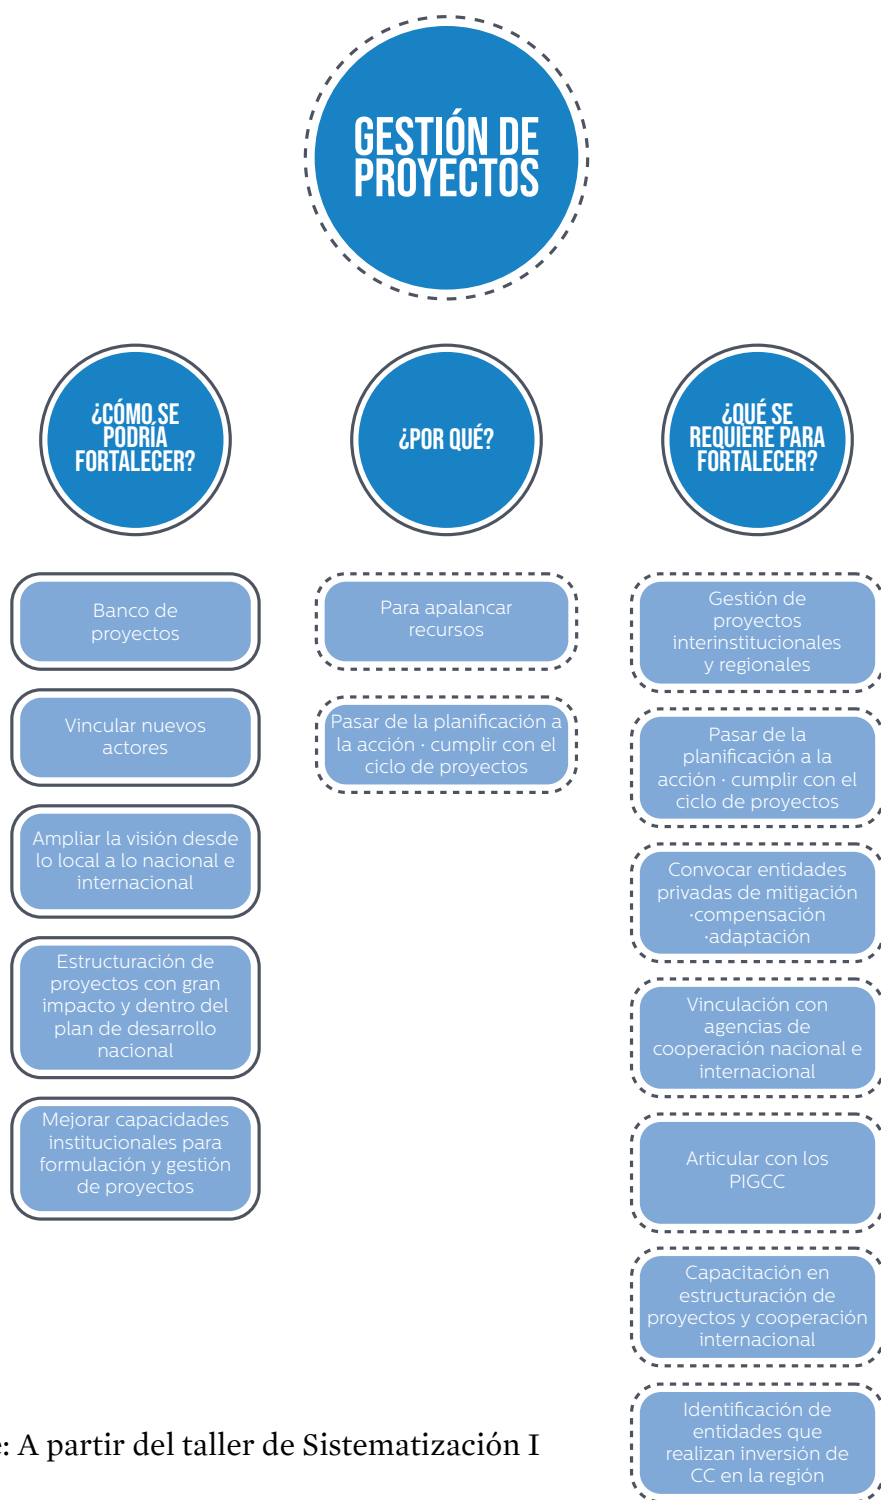 GESTIÓN DE
PROYECTOS
¿CÓMO SE
PODRÍA
FORTALECER?
Banco de
proyectos
Vincular nuevos
actores
Ampliar la visión desde
lo local a lo nacional e
internacional
Estructuración de
proyectos con gran
impacto y dentro del
plan de desarrollo
nacional
Mejorar capacidades
institucionales para
formulación y gestión
de proyectos
¿POR QUÉ?
Para apalancar
recursos
Pasar de la planificación a
la acción · cumplir con el
ciclo de proyectos
¿QUÉ SE
REQUIERE PARA
FORTALECER?
Gestión de
proyectos
interinstitucionales
y regionales
Pasar de la
planificación a la
acción · cumplir con el
ciclo de proyectos
Convocar entidades
privadas de mitigación
·compensación
·adaptación
Vinculación con
agencias de
cooperación nacional e
internacional
Articular con los
PIGCC
Capacitación en
estructuración de
proyectos y cooperación
internacional
Identificación de
entidades que
realizan inversión de
CC en la región
: A partir del taller de Sistematización I